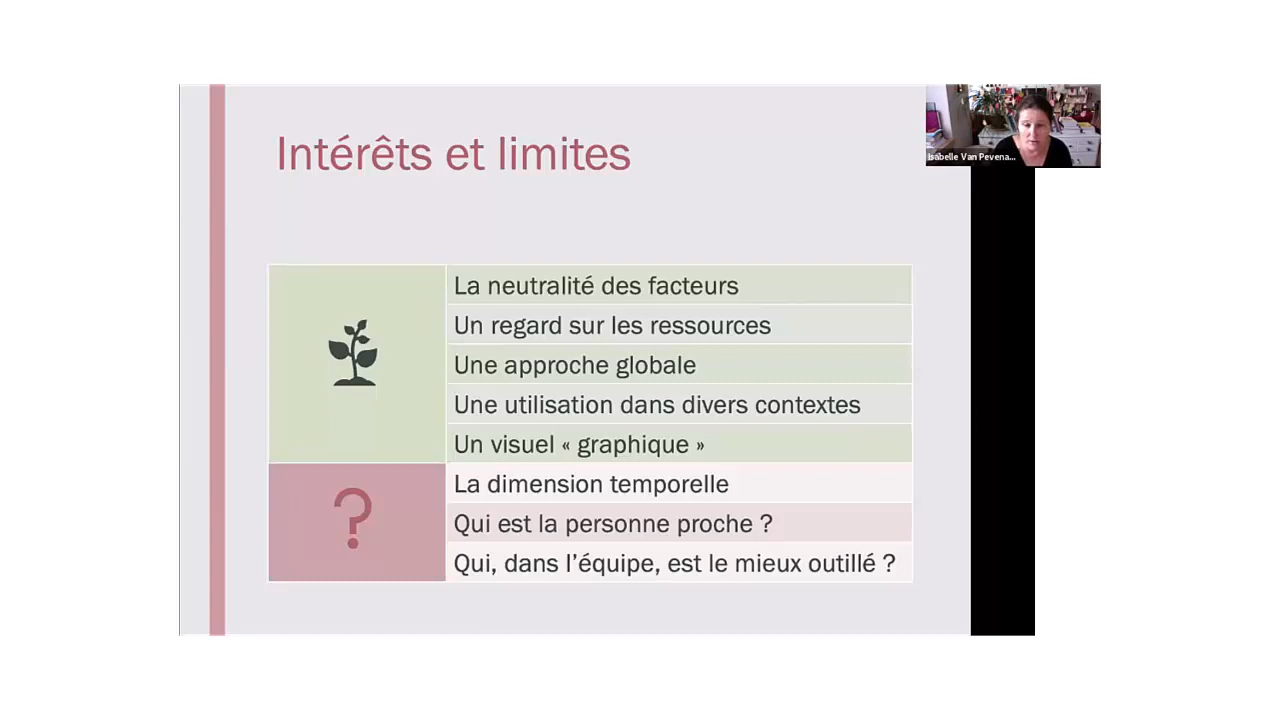 Intérêts et limites
Isabelle Van Pevena...
La neutralité des facteurs
Un regard sur les ressources
Une approche globale
Une utilisation dans divers contextes
Un visuel « graphique »
?
La dimension temporelle
Qui est la personne proche ?
Qui, dans l’équipe, est le mieux outillé ?